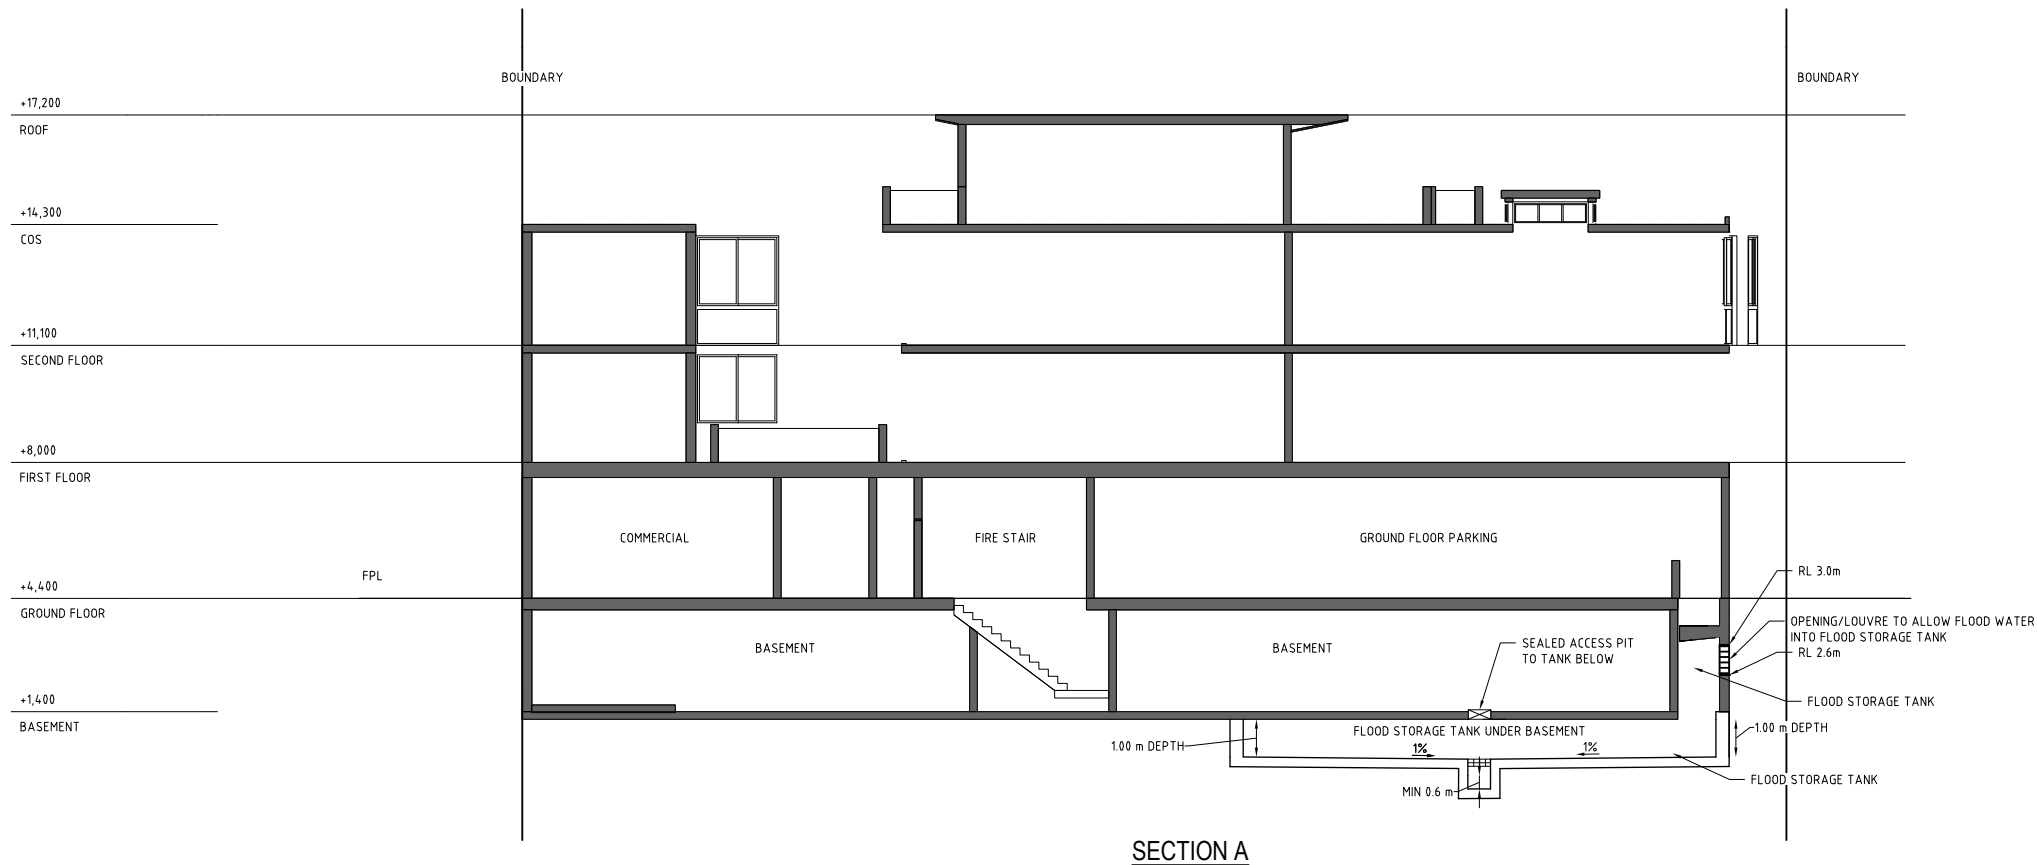 BOUNDARY
BOUNDARY
+17,200
ROOF
+14,300
COS
+11,100
SECOND FLOOR
+8,000
FIRST FLOOR
COMMERCIAL
FIRE STAIR
GROUND FLOOR PARKING
FPL
RL 3.0m
+4,400
GROUND FLOOR
OPENING/LOUVRE TO ALLOW FLOOD WATER
INTO FLOOD STORAGE TANK
RL 2.6m
BASEMENT
BASEMENT
SEALED ACCESS PIT
TO TANK BELOW
+1,400
BASEMENT
FLOOD STORAGE TANK
FLOOD STORAGE TANK UNDER BASEMENT
1.00 m DEPTH
1.00 m DEPTH
1%
1%
FLOOD STORAGE TANK
MIN 0.6 m
SECTION A